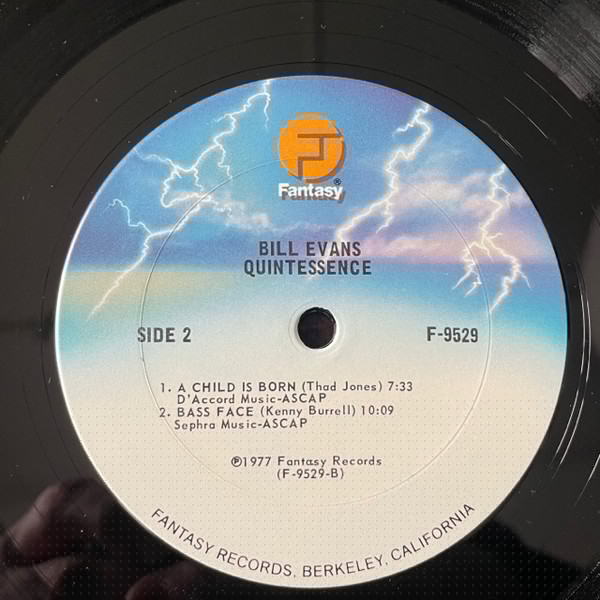 F
Fantasy®
BILL EVANS
QUINTESSENCE
SIDE 2
F-9529
1. A CHILD IS BORN (Thad Jones) 7:33
D'Accord Music-ASCAP
2. BASS FACE (Kenny Burrell) 10:09
Sephra Music-ASCAP
℗1977 Fantasy Records
(F-9529-B)
FANTASY RECORDS, BERKELEY, CALIFORNIA